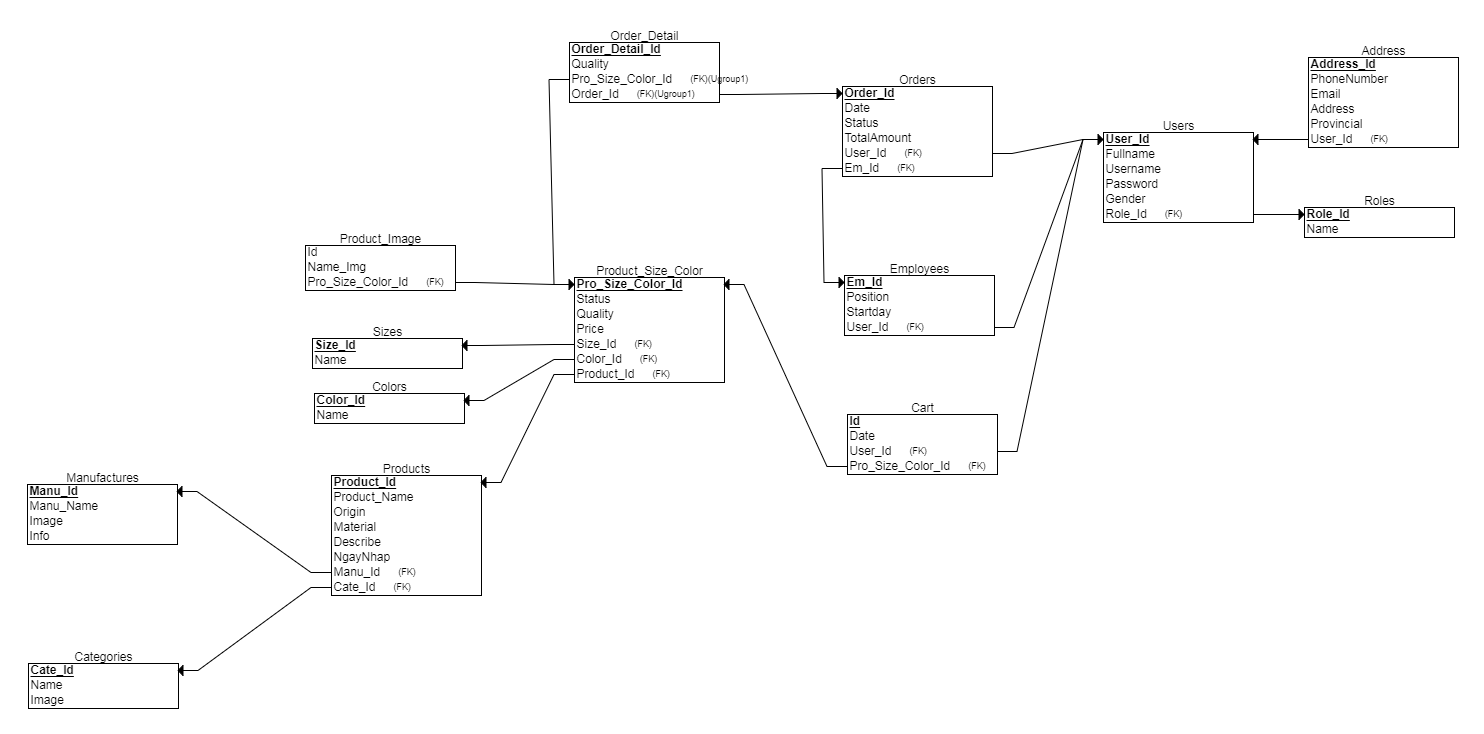 Order_Detail
Order_Detail_Id
Quality
Pro_Size_Color_Id (FK)(Ugroup1)
Order_Id (FK)(Ugroup1)
Orders
Order_Id
Date
Status
TotalAmount
User_Id (FK)
Em_Id (FK)
Address
Address_Id
PhoneNumber
Email
Address
Provincial
User_Id (FK)
Users
User_Id
Fullname
Username
Password
Gender
Role_Id (FK)
Roles
Role_Id
Name
Product_Image
Id
Name_Img
Pro_Size_Color_Id (FK)
Product_Size_Color
Pro_Size_Color_Id
Status
Quality
Price
Size_Id (FK)
Color_Id (FK)
Product_Id (FK)
Employees
Em_Id
Position
Startday
User_Id (FK)
Sizes
Size_Id
Name
Colors
Color_Id
Name
Cart
Id
Date
User_Id (FK)
Pro_Size_Color_Id (FK)
Products
Product_Id
Product_Name
Origin
Material
Describe
NgayNhap
Manu_Id (FK)
Cate_Id (FK)
Manufactures
Manu_Id
Manu_Name
Image
Info
Categories
Cate_Id
Name
Image